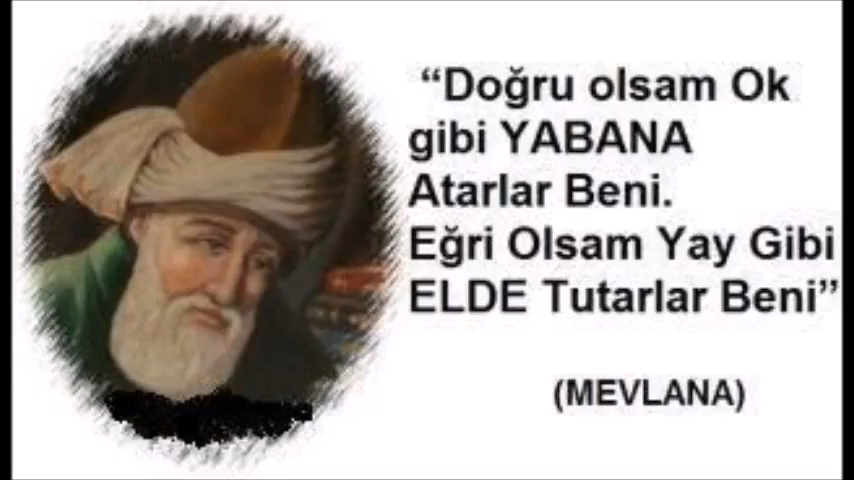 “Doğru olsam Ok
gibi YABANA
Atarlar Beni.
Eğri Olsam Yay Gibi
ELDE Tutarlar Beni”
(MEVLANA)